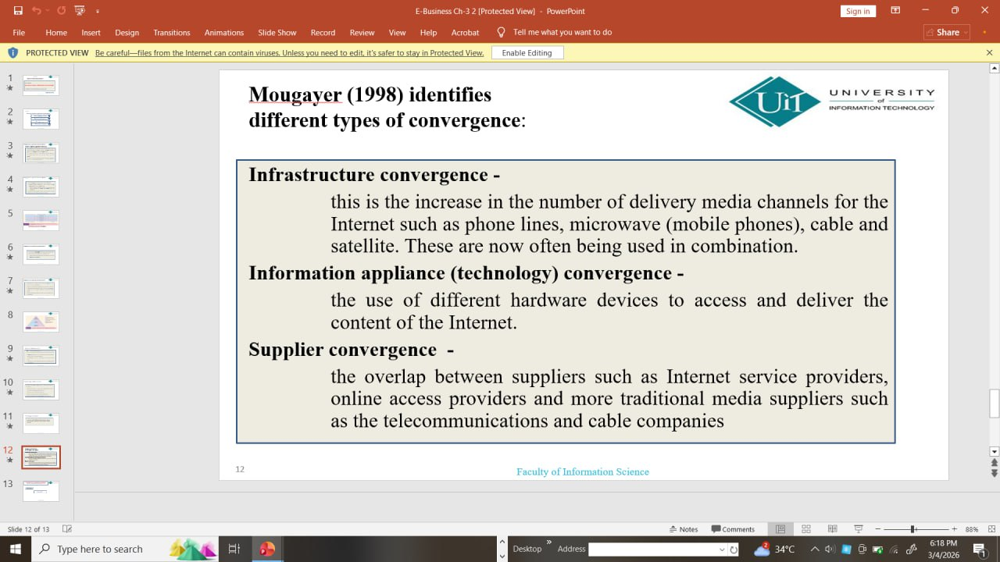 E-Business Ch-3 2 [Protected View] - PowerPoint
Sign in
File Home Insert Design Transitions Animations Slide Show Record Review View Help Acrobat Tell me what you want to do Share
PROTECTED VIEW Be careful—files from the Internet can contain viruses. Unless you need to edit, it's safer to stay in Protected View. Enable Editing
1
3
4
5
7
8
9
10
11
12
13
Mougayer (1998) identifies
different types of convergence:
UiT
UNIVERSITY
of
INFORMATION TECHNOLOGY
Infrastructure convergence -
this is the increase in the number of delivery media channels for the
Internet such as phone lines, microwave (mobile phones), cable and
satellite. These are now often being used in combination.
Information appliance (technology) convergence -
the use of different hardware devices to access and deliver the
content of the Internet.
Supplier convergence -
the overlap between suppliers such as Internet service providers,
online access providers and more traditional media suppliers such
as the telecommunications and cable companies
12
Faculty of Information Science
Slide 12 of 13
Notes Comments 88%
Type here to search
Desktop » Address
2 34°C
6:18 PM
3/4/2026
1